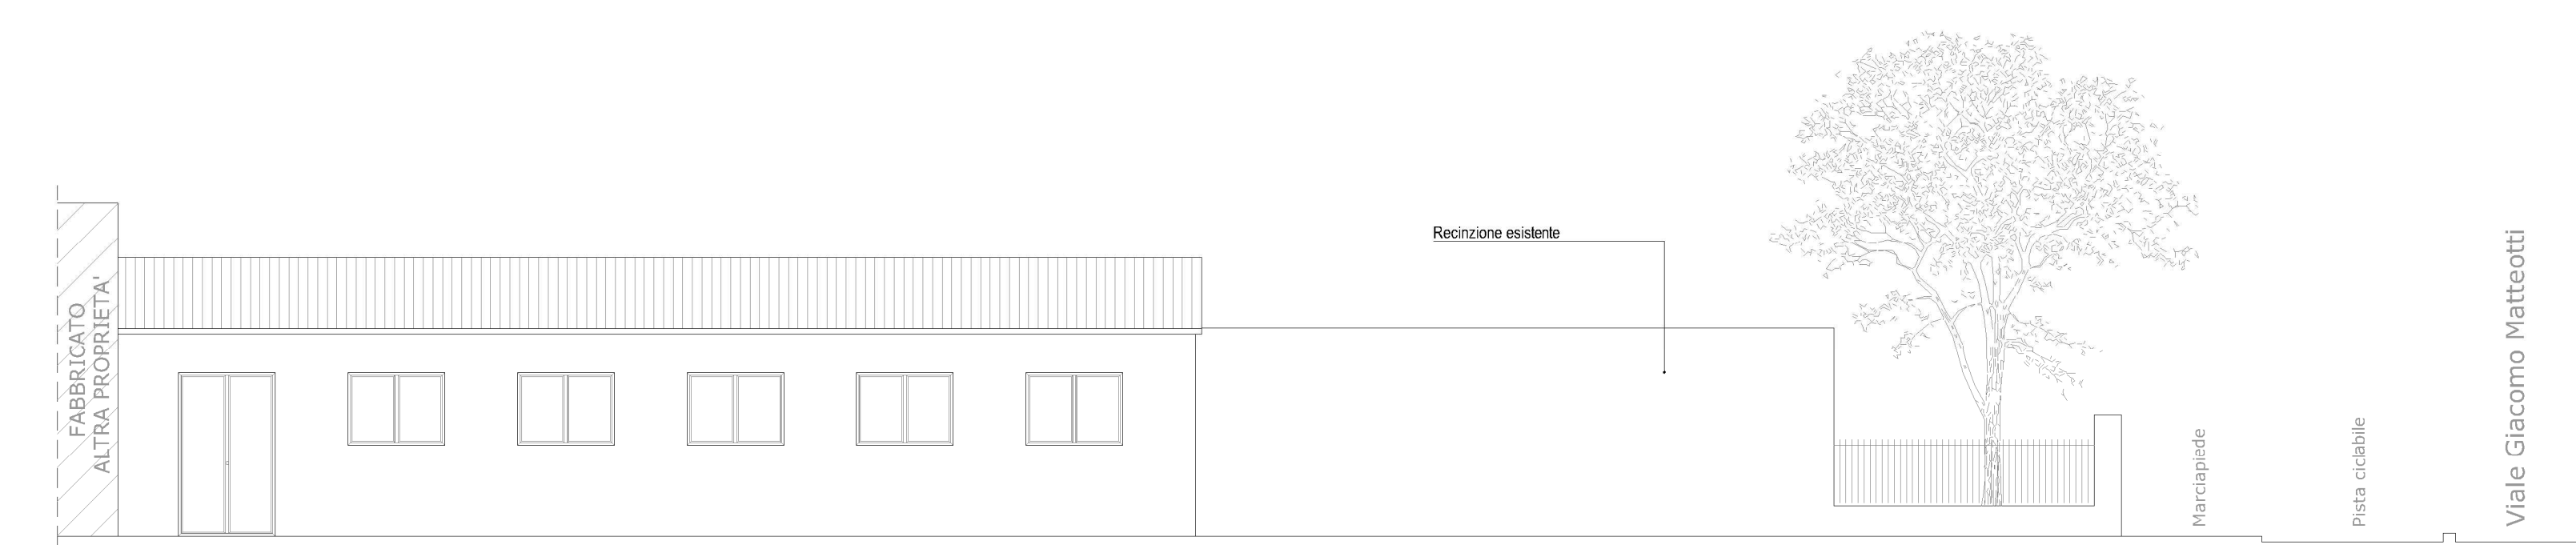 FABBRICATO
ALTRA PROPRIETA'
Recinzione esistente
Marciapiede
Pista ciclabile
Viale Giacomo Matteotti